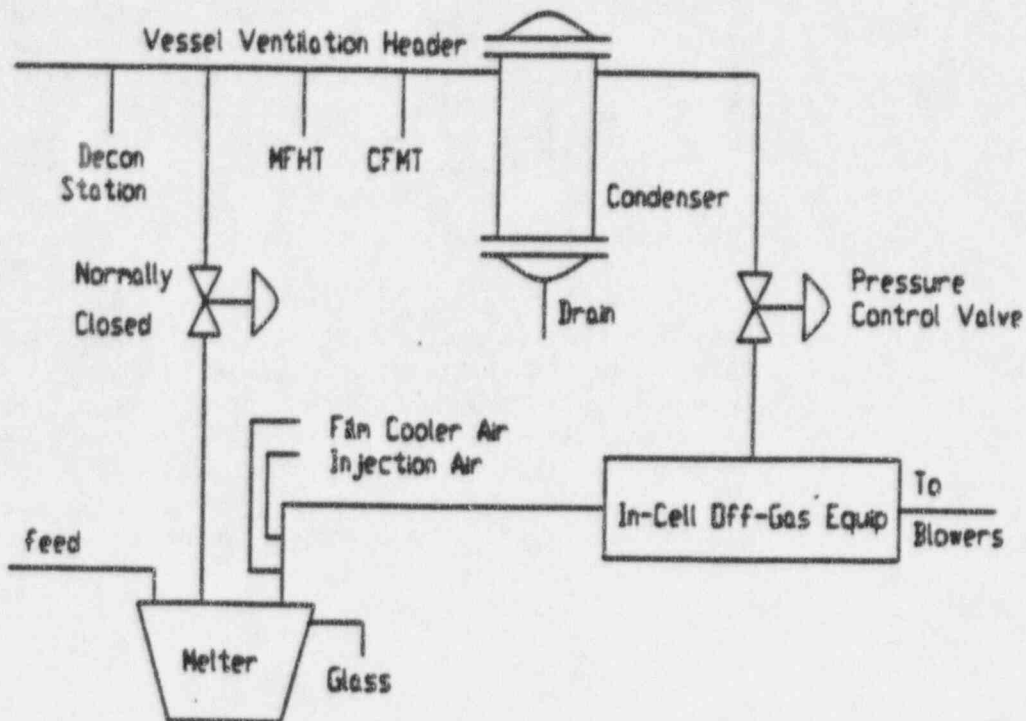 Vessel Ventilation Header
Decon
Station
MFHT
CFMT
Condenser
Normally
Closed
Drain
Pressure
Control Valve
Film Cooler Air
Injection Air
In-Cell Off-Gas Equip
To
Blowers
feed
Melter
Glass